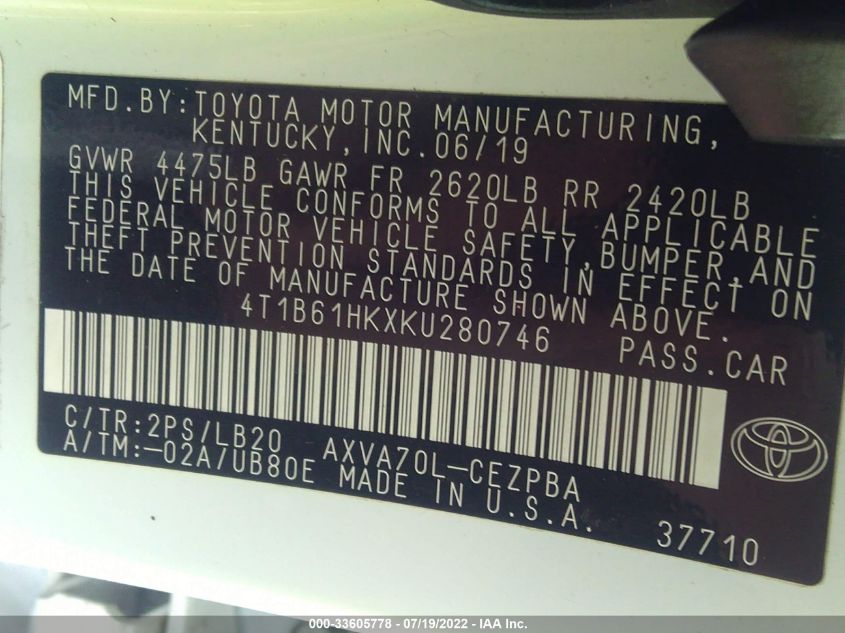 MFD.BY:TOYOTA MOTOR MANUFACTURING,
KENTUCKY,INC.06/19
GVWR 4475LB GAWR FR 2620LB RR 2420LB
THIS VEHICLE CONFORMS TO ALL APPLICABLE
FEDERAL MOTOR VEHICLE SAFETY,BUMPER,AND
THEFT PREVENTION STANDARDS IN EFFECT ON
THE DATE OF MANUFACTURE SHOWN ABOVE.
4T1B61HKXKU280746 PASS.CAR
C/TR:2PS/LB20 AXVA70L-CEZPBA
A/TM:-02A/UB80E MADE IN U.S.A.
37710
000-33605778 - 07/19/2022 - IAA Inc.